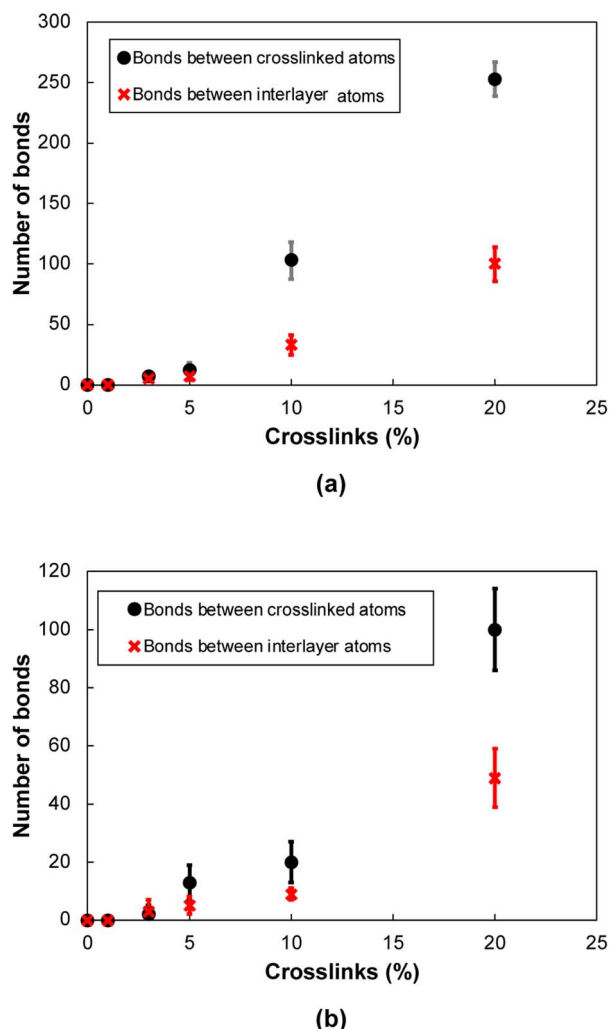 300
250
200
150
100
50
0
Number of bonds
Bonds between crosslinked atoms
Bonds between interlayer atoms
0 5 10 15 20 25
Crosslinks (%)
(a)
120
100
80
60
40
20
0
Number of bonds
Bonds between crosslinked atoms
Bonds between interlayer atoms
0 5 10 15 20 25
Crosslinks (%)
(b)